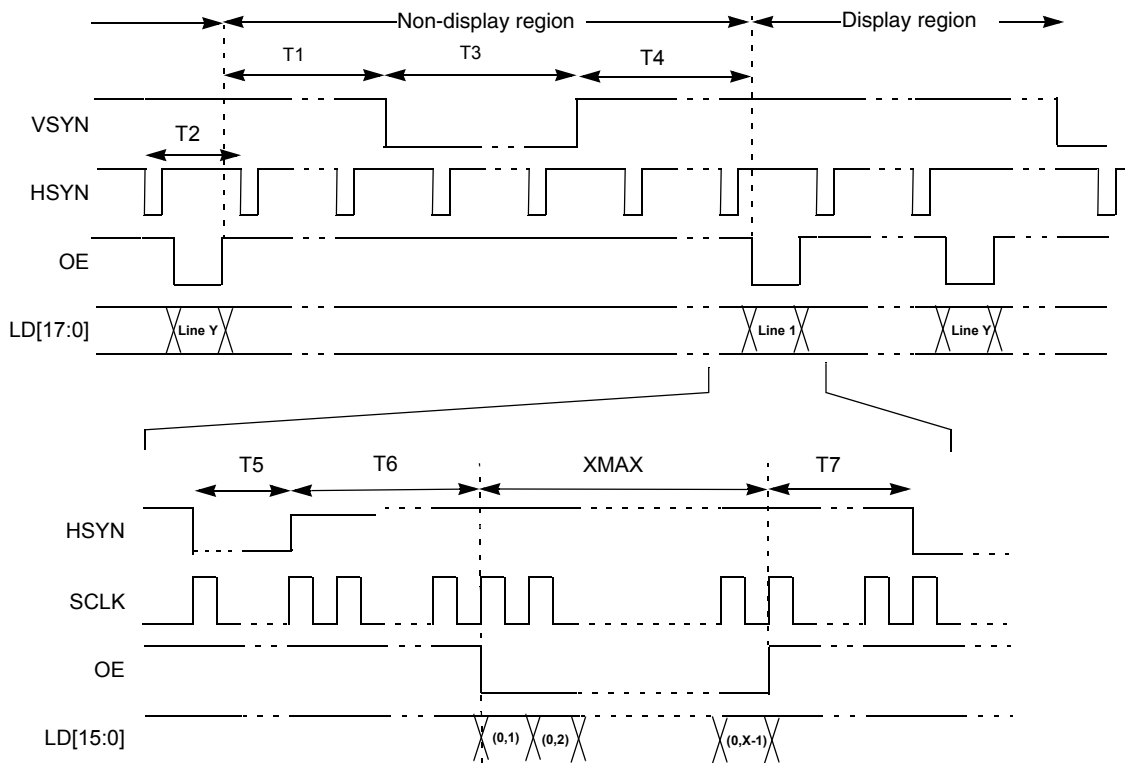 Non-display region
Display region
T1
T3
T4
VSYN
T2
HSYN
OE
LD[17:0]
Line Y
Line 1
Line Y
T5
T6
XMAX
T7
HSYN
SCLK
OE
LD[15:0]
(0,1)
(0,2)
(0,X-1)